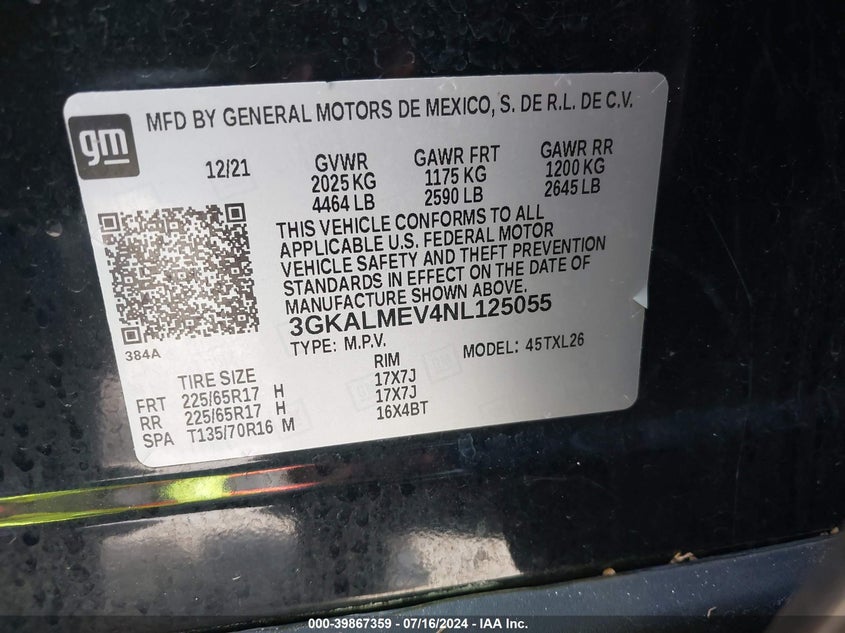 gm
MFD BY GENERAL MOTORS DE MEXICO, S. DE R.L. DE C.V.
12/21 GVWR GAWR FRT GAWR RR
2025 KG 1175 KG 1200 KG
4464 LB 2590 LB 2645 LB
THIS VEHICLE CONFORMS TO ALL
APPLICABLE U.S. FEDERAL MOTOR
VEHICLE SAFETY AND THEFT PREVENTION
STANDARDS IN EFFECT ON THE DATE OF
MANUFACTURE SHOWN ABOVE.
3GKALMEV4NL125055
384A
TYPE: M.P.V. MODEL: 45TXL26
TIRE SIZE RIM
FRT 225/65R17 H 17X7J
RR 225/65R17 H 17X7J
SPA T135/70R16 M 16X4BT
000-39867359 - 07/16/2024 - IAA Inc.